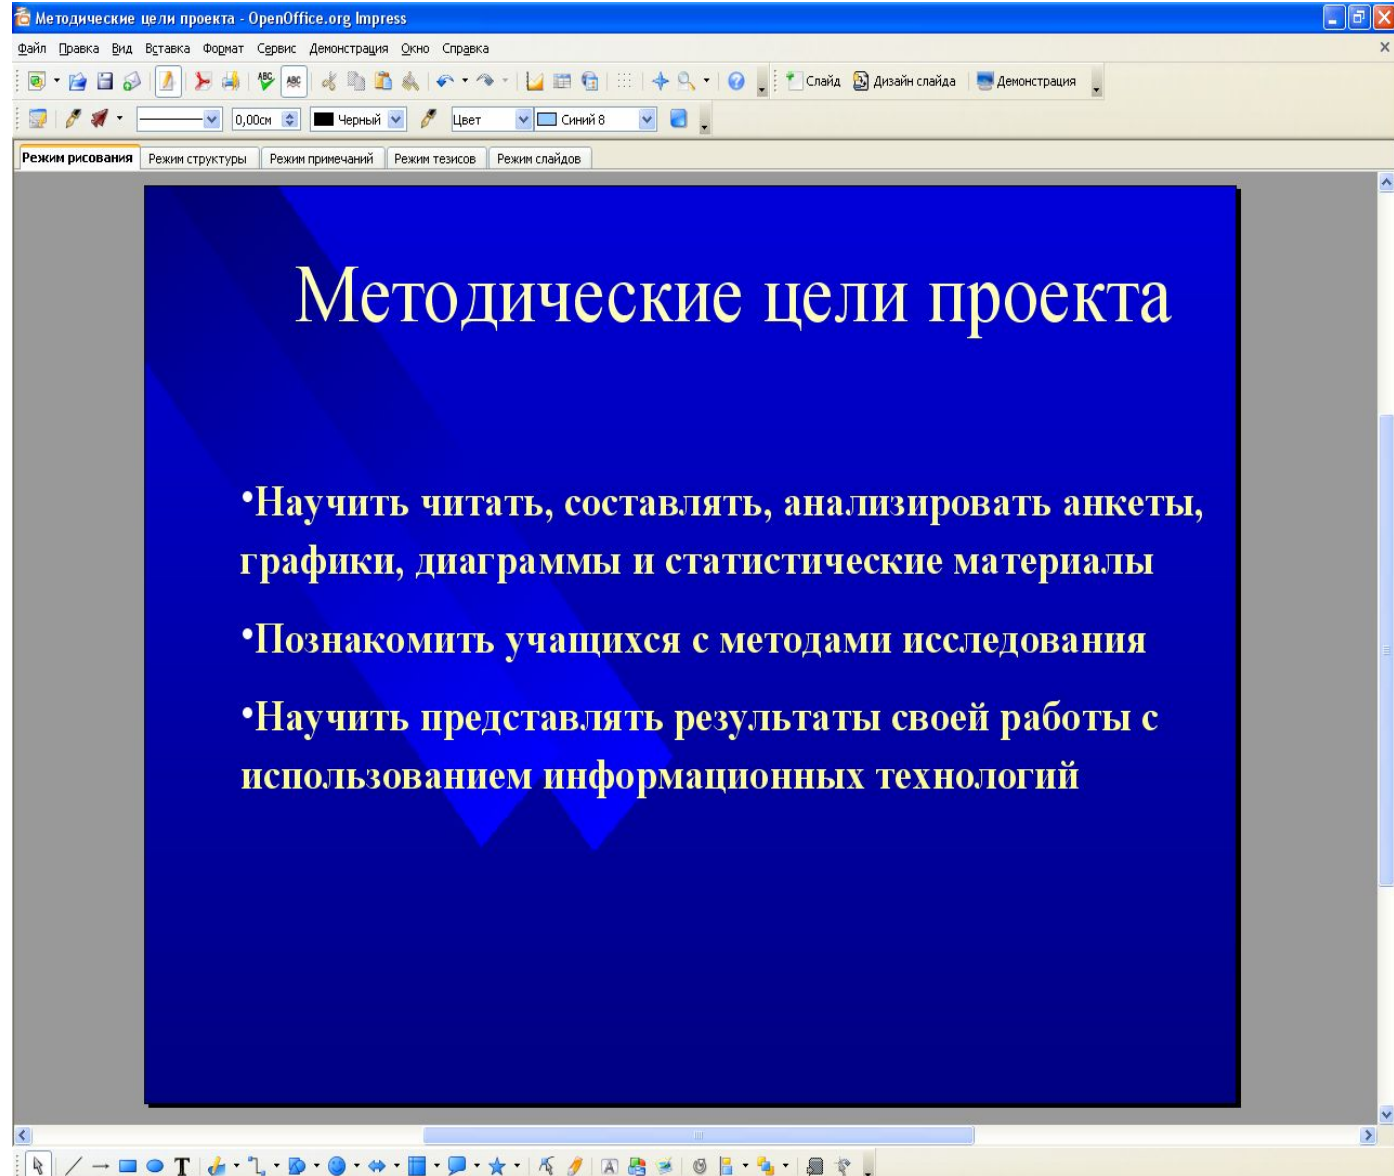 Методические цели проекта - OpenOffice.org Impress
Файл Правка Вид Вставка Формат Сервис Демонстрация Окно Справка
Слайд Дизайн слайда Демонстрация
0,00см Черный Цвет Синий 8
Режим рисования Режим структуры Режим примечаний Режим тезисов Режим слайдов
Методические цели проекта
•Научить читать, составлять, анализировать анкеты,
графики, диаграммы и статистические материалы
•Познакомить учащихся с методами исследования
•Научить представлять результаты своей работы с
использованием информационных технологий